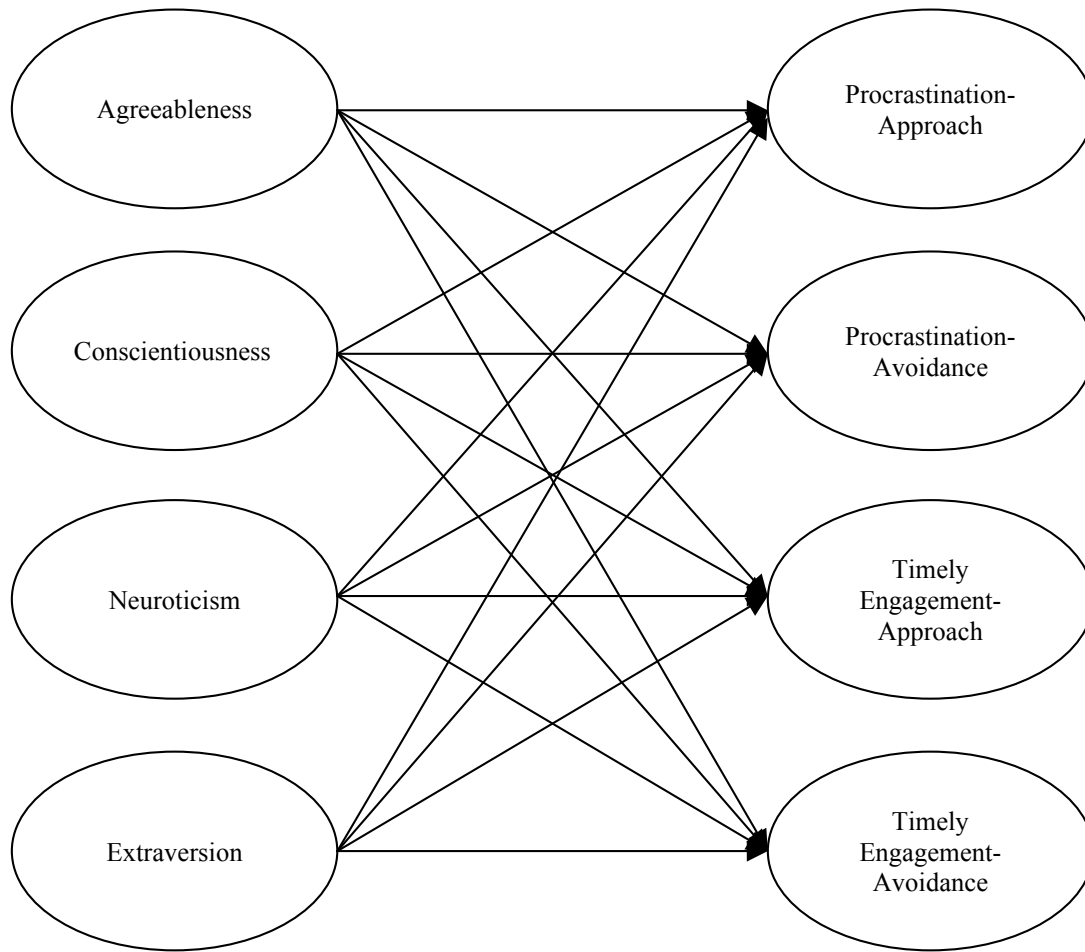 Agreeableness
Procrastination-
Approach
Conscientiousness
Procrastination-
Avoidance
Neuroticism
Timely
Engagement-
Approach
Extraversion
Timely
Engagement-
Avoidance